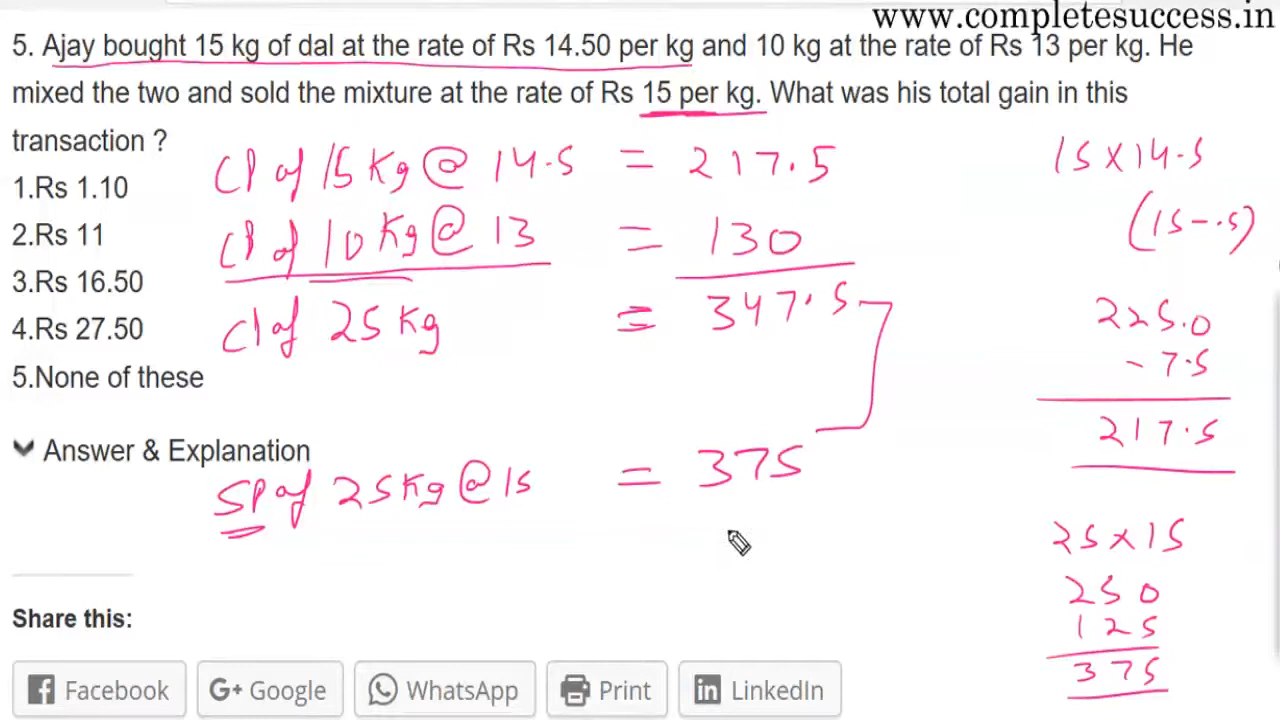 www.completesuccess.in
5. Ajay bought 15 kg of dal at the rate of Rs 14.50 per kg and 10 kg at the rate of Rs 13 per kg. He
mixed the two and sold the mixture at the rate of Rs 15 per kg. What was his total gain in this
transaction ?
1.Rs 1.10
2.Rs 11
3.Rs 16.50
4.Rs 27.50
5.None of these
CP of 15 Kg @ 14.5 = 217.5
CP of 10 Kg @ 13 = 130
CP of 25 Kg = 347.5
Answer & Explanation
SP of 25 Kg @ 15 = 375
15 X 14.5
(15-.5)
225.0
- 7.5
217.5
25 X 15
250
125
375
Share this:
Facebook
G+ Google
WhatsApp
Print
in LinkedIn